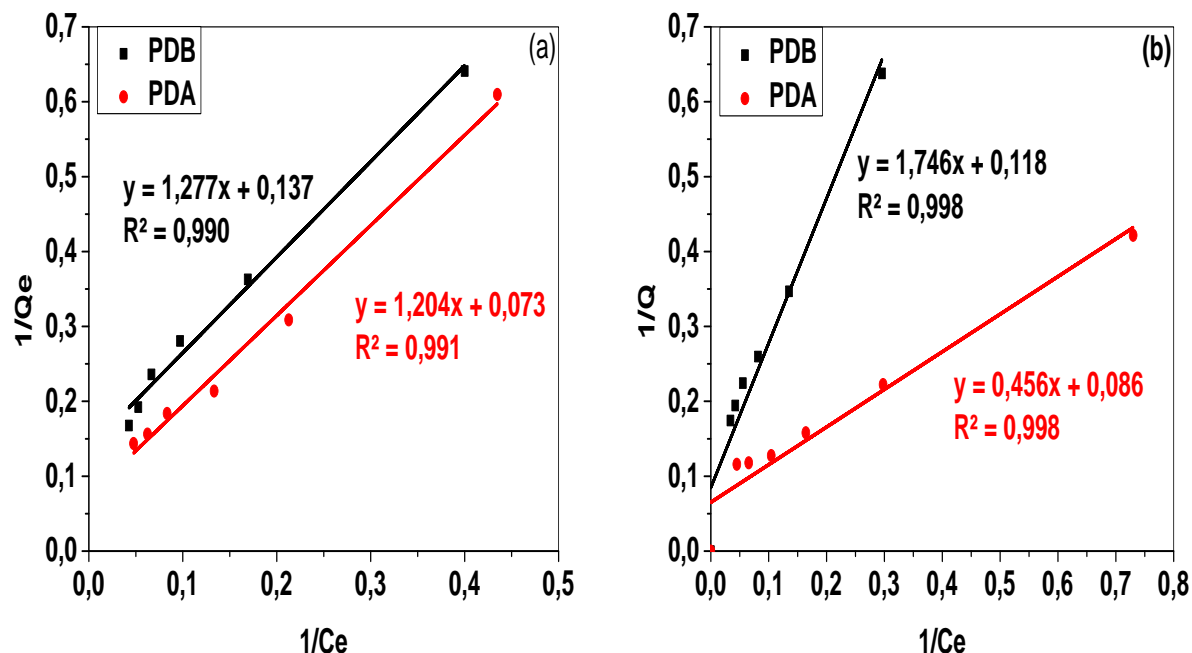 PDB
PDA
(a)
y = 1,277x + 0,137
R² = 0,990
y = 1,204x + 0,073
R² = 0,991
1/Qe
0,7
0,6
0,5
0,4
0,3
0,2
0,1
0,0
0,0 0,1 0,2 0,3 0,4 0,5
1/Ce
PDB
PDA
(b)
y = 1,746x + 0,118
R² = 0,998
y = 0,456x + 0,086
R² = 0,998
1/Q
0,7
0,6
0,5
0,4
0,3
0,2
0,1
0,0
0,0 0,1 0,2 0,3 0,4 0,5 0,6 0,7 0,8
1/Ce